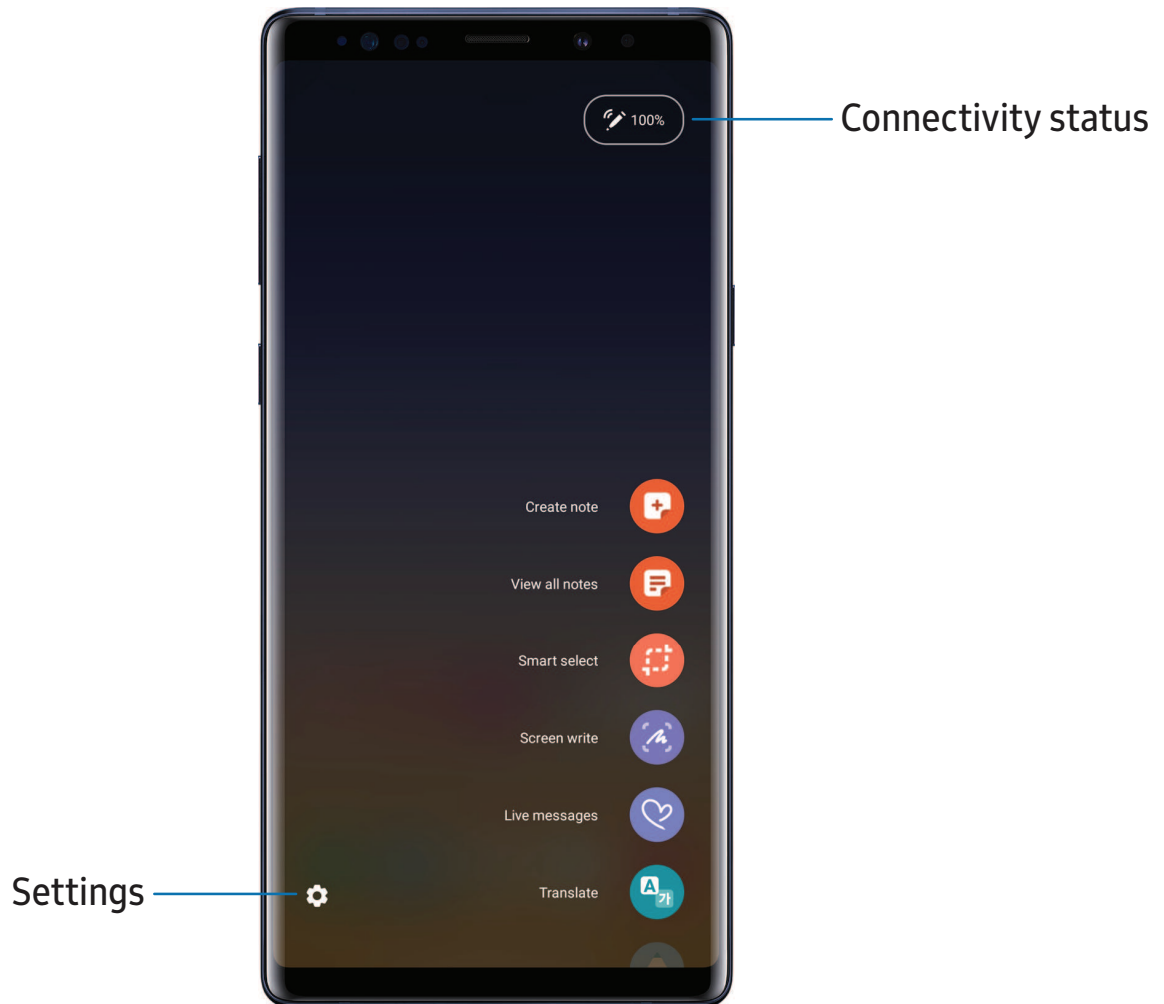 100%
Connectivity status
Create note
View all notes
Smart select
Screen write
Live messages
Settings
Translate
A
가